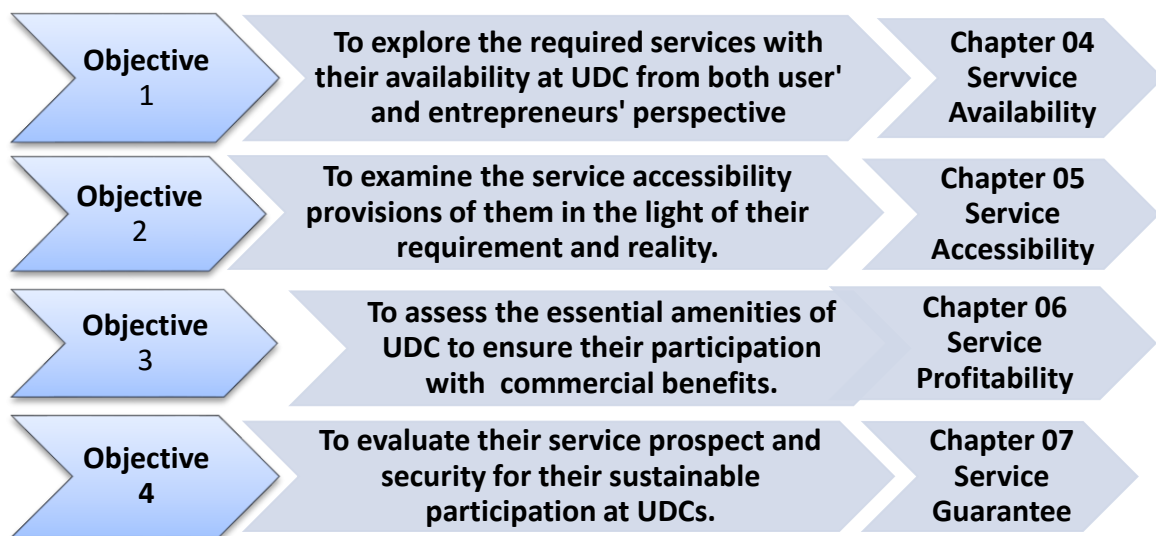 Objective
1
To explore the required services with
their availability at UDC from both user'
and entrepreneurs' perspective
Chapter 04
Servvice
Availability
Objective
2
To examine the service accessibility
provisions of them in the light of their
requirement and reality.
Chapter 05
Service
Accessibility
Objective
3
To assess the essential amenities of
UDC to ensure their participation
with commercial benefits.
Chapter 06
Service
Profitability
Objective
4
To evaluate their service prospect and
security for their sustainable
participation at UDCs.
Chapter 07
Service
Guarantee